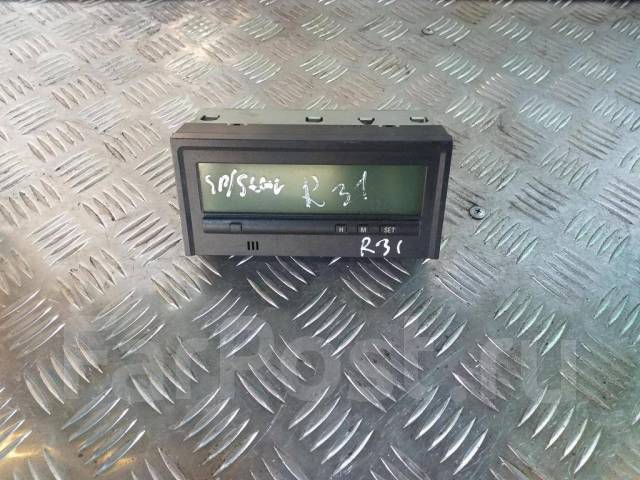 R31
H M SET
R31
FarPost.ru